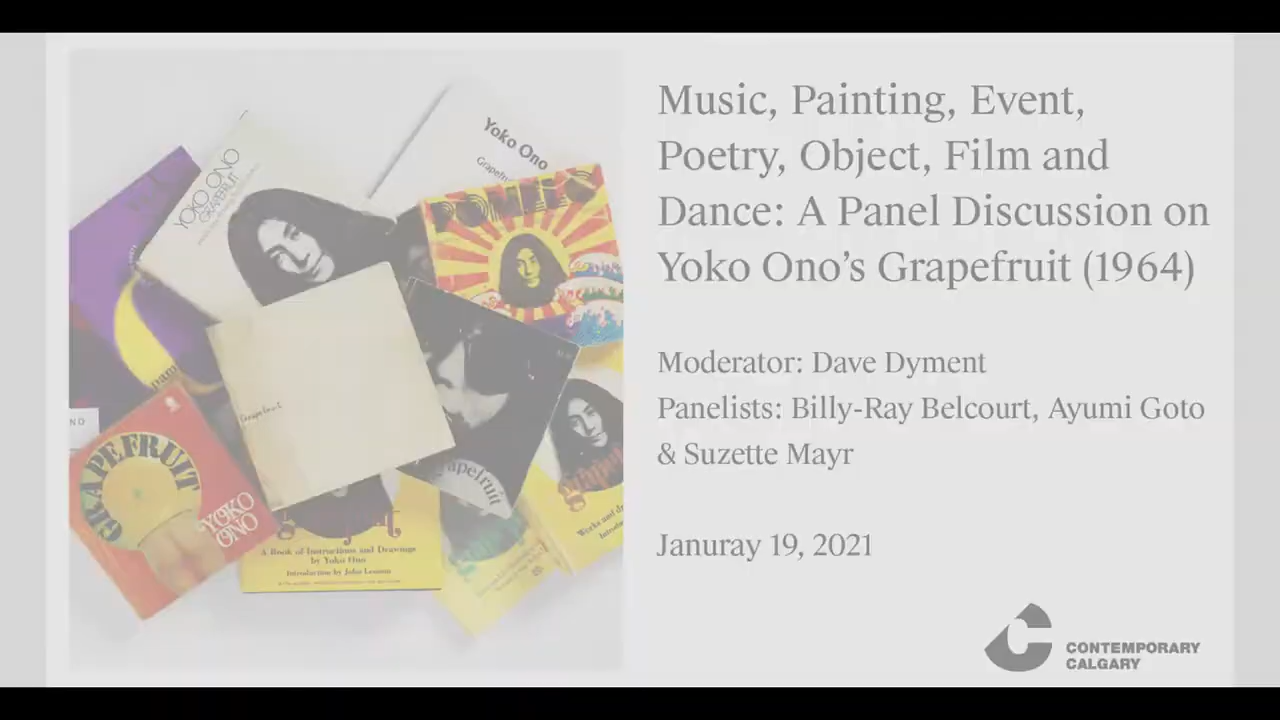 Music, Painting, Event,
Poetry, Object, Film and
Dance: A Panel Discussion on
Yoko Ono’s Grapefruit (1964)
Moderator: Dave Dyment
Panelists: Billy-Ray Belcourt, Ayumi Goto
& Suzette Mayr
Januray 19, 2021
CONTEMPORARY
CALGARY
YOKO ONO
GRAPEFRUIT
Yoko Ono
POMELO
Grapefruit
grapefruit
GRAPEFRUIT
YOKO
ONO
A Book of Instructions and Drawings
by Yoko Ono
Introduction by John Lennon